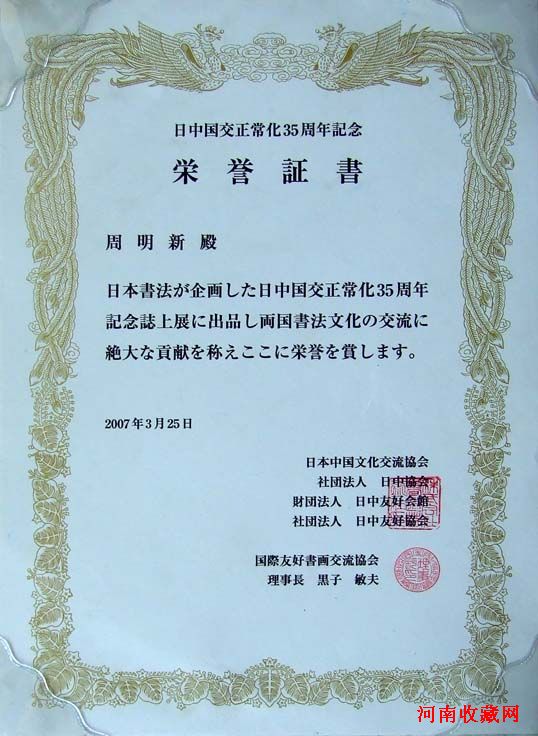 日中国交正常化35周年記念
栄誉証書
周明新殿
日本書法が企画した日中国交正常化35周年
記念誌上展に出品し両国書法文化の交流に
絶大な貢献を称えここに栄誉を賞します。
2007年3月25日
日本中国文化交流協会
社団法人 日中協会
財団法人 日中友好会館
社団法人 日中友好協会
国際友好書画交流協会
理事長 黒子 敏夫
河南收藏网